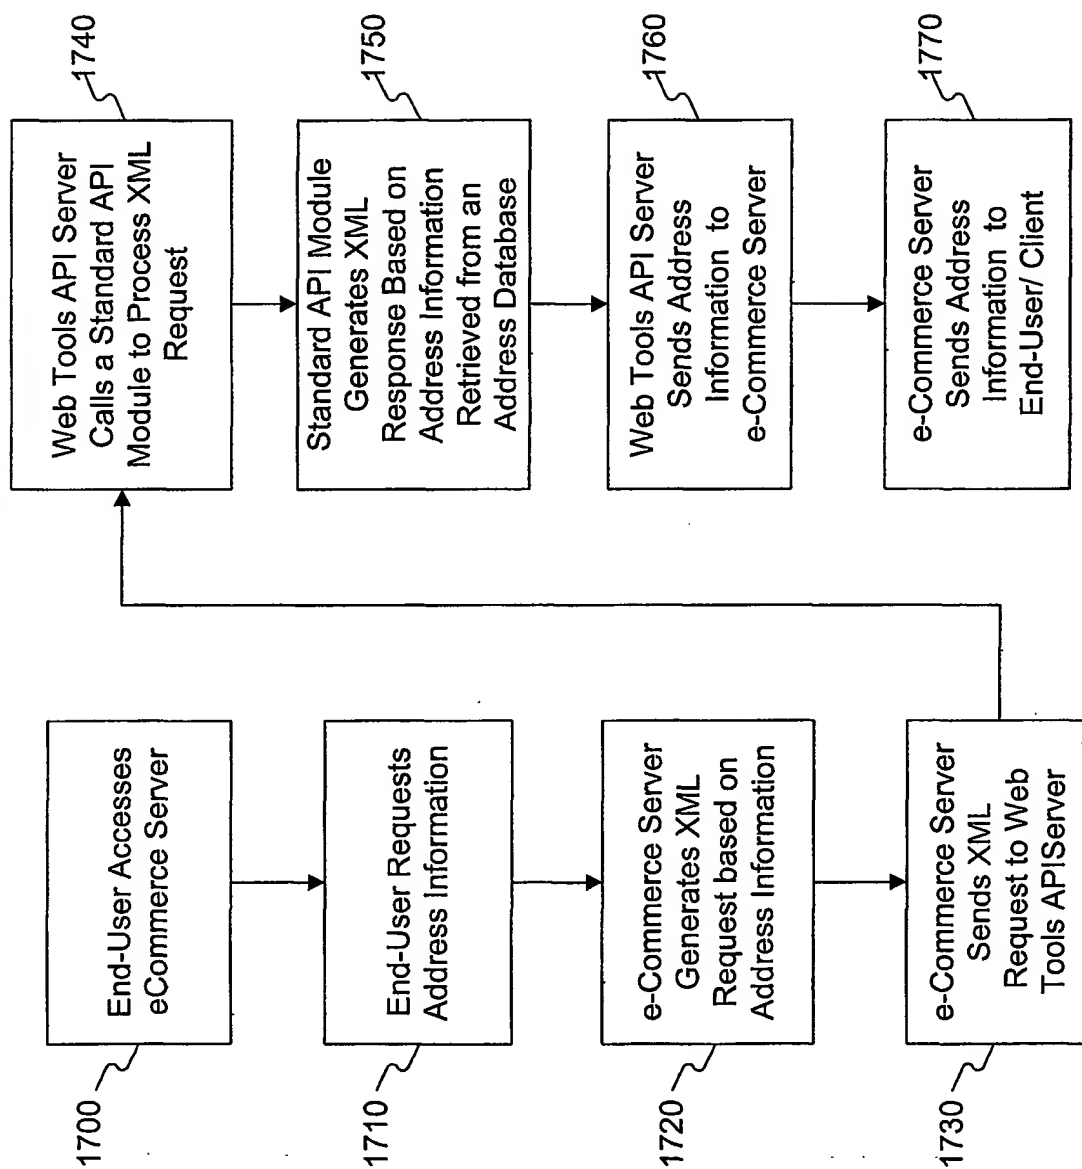 1700
End-User Accesses
eCommerce Server
1710
End-User Requests
Address Information
1720
e-Commerce Server
Generates XML
Request based on
Address Information
1730
e-Commerce Server
Sends XML
Request to Web
Tools APIServer
1740
Web Tools API Server
Calls a Standard API
Module to Process XML
Request
1750
Standard API Module
Generates XML
Response Based on
Address Information
Retrieved from an
Address Database
1760
Web Tools API Server
Sends Address
Information to
e-Commerce Server
1770
e-Commerce Server
Sends Address
Information to
End-User/ Client